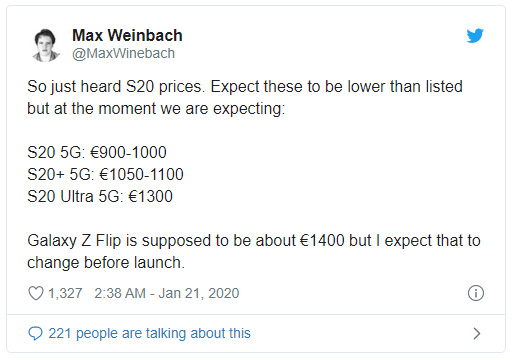 Max Weinbach
@MaxWinebach
So just heard S20 prices. Expect these to be lower than listed
but at the moment we are expecting:
S20 5G: €900-1000
S20+ 5G: €1050-1100
S20 Ultra 5G: €1300
Galaxy Z Flip is supposed to be about €1400 but I expect that to
change before launch.
1,327 2:38 AM - Jan 21, 2020
221 people are talking about this